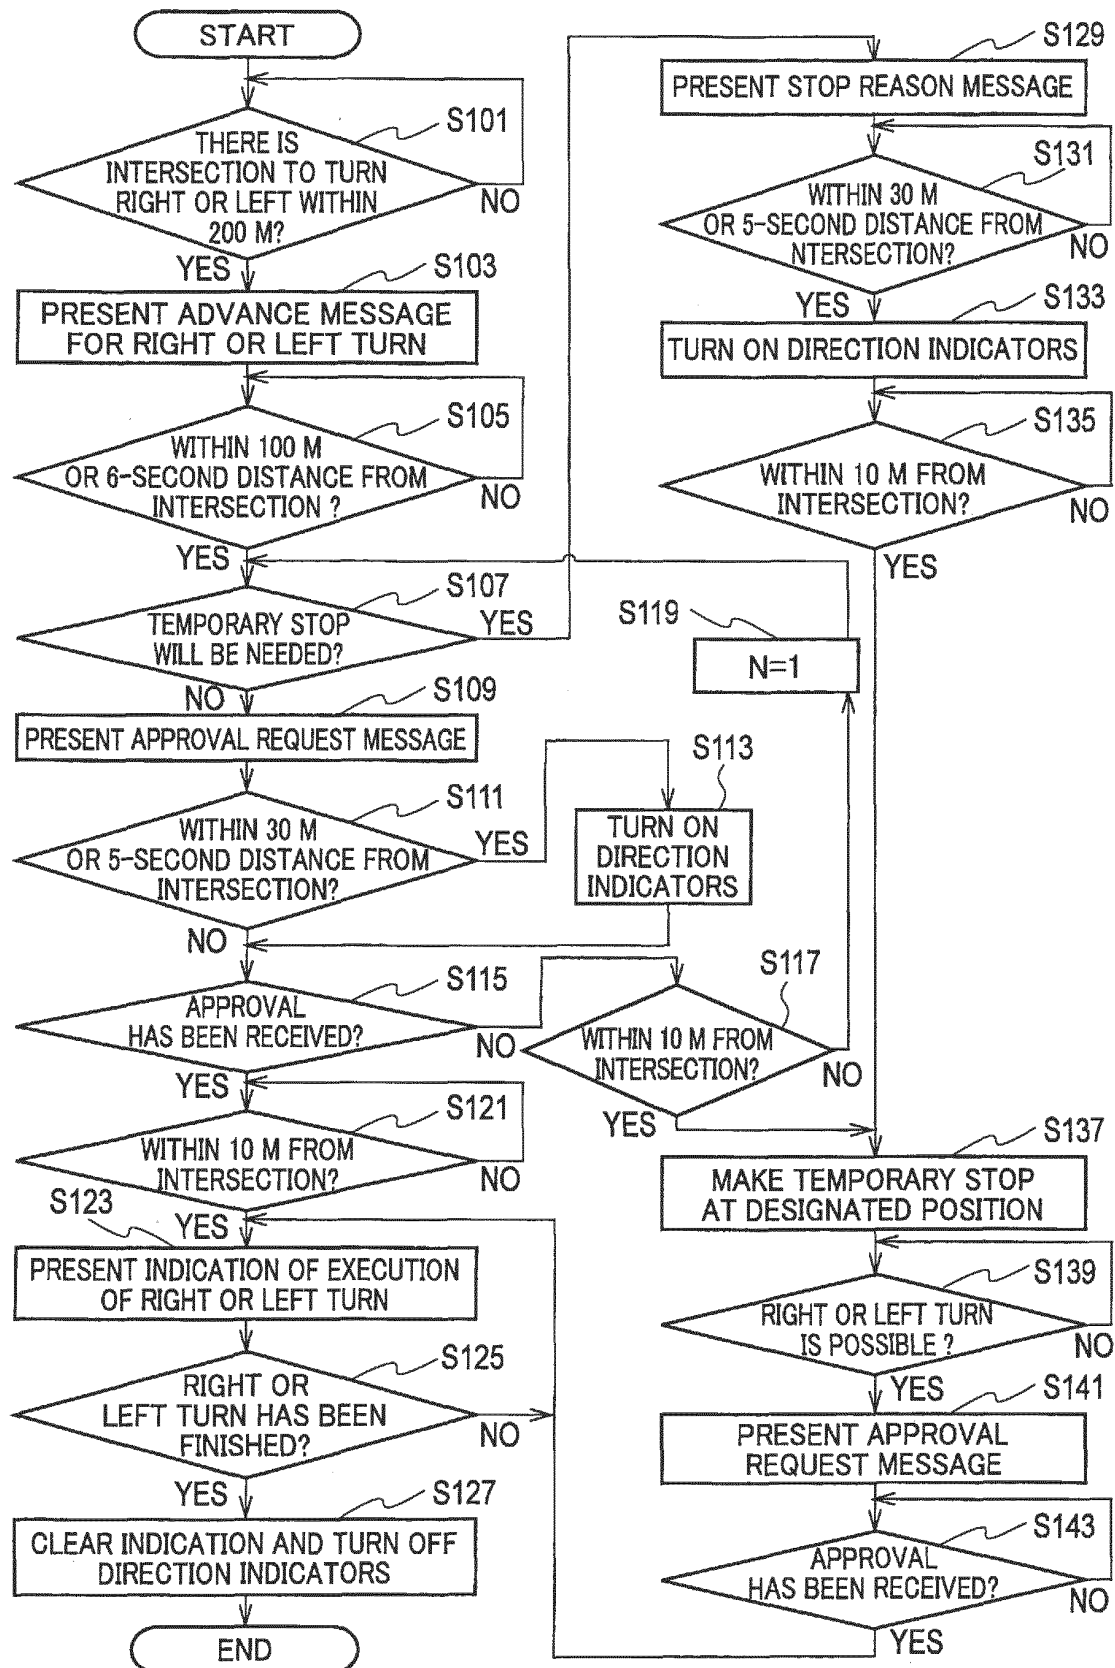 START
S101
THERE IS
INTERSECTION TO TURN
RIGHT OR LEFT WITHIN
200 M?
NO
YES
S103
PRESENT ADVANCE MESSAGE
FOR RIGHT OR LEFT TURN
S105
WITHIN 100 M
OR 6-SECOND DISTANCE FROM
INTERSECTION ?
NO
YES
S107
TEMPORARY STOP
WILL BE NEEDED?
YES
NO
S109
PRESENT APPROVAL REQUEST MESSAGE
S111
WITHIN 30 M
OR 5-SECOND DISTANCE FROM
INTERSECTION?
YES
NO
S113
TURN ON
DIRECTION
INDICATORS
S115
APPROVAL
HAS BEEN RECEIVED?
NO
YES
S117
WITHIN 10 M FROM
INTERSECTION?
NO
YES
S119
N=1
S121
WITHIN 10 M FROM
INTERSECTION?
NO
YES
S123
PRESENT INDICATION OF EXECUTION
OF RIGHT OR LEFT TURN
S125
RIGHT OR
LEFT TURN HAS BEEN
FINISHED?
NO
YES
S127
CLEAR INDICATION AND TURN OFF
DIRECTION INDICATORS
END
S129
PRESENT STOP REASON MESSAGE
S131
WITHIN 30 M
OR 5-SECOND DISTANCE FROM
NTERSECTION?
NO
YES
S133
TURN ON DIRECTION INDICATORS
S135
WITHIN 10 M FROM
INTERSECTION?
NO
YES
S137
MAKE TEMPORARY STOP
AT DESIGNATED POSITION
S139
RIGHT OR LEFT TURN
IS POSSIBLE ?
NO
YES
S141
PRESENT APPROVAL
REQUEST MESSAGE
S143
APPROVAL
HAS BEEN RECEIVED?
NO
YES